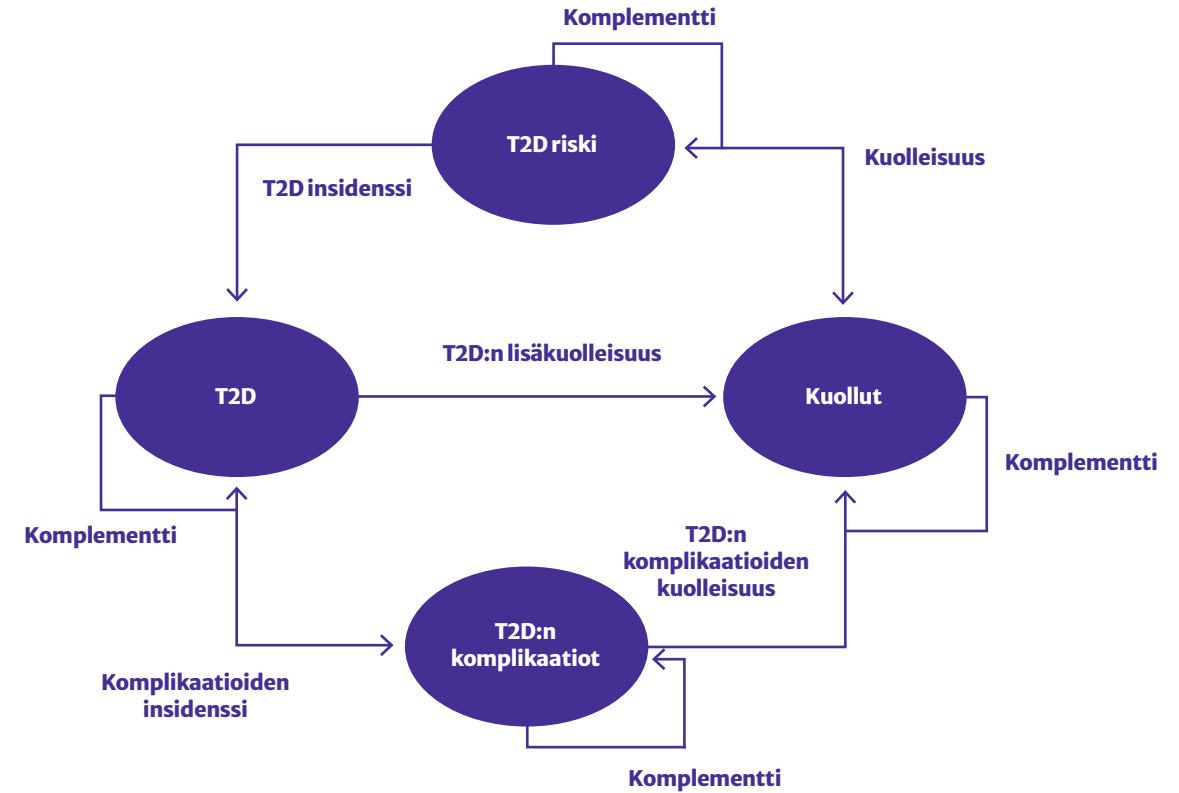 Komplementti
T2D riski
Kuolleisuus
T2D insidenssi
T2D:n lisäkuolleisuus
T2D
Kuollut
Komplementti
Komplementti
T2D:n
komplikaatioiden
kuolleisuus
T2D:n
komplikaatiot
Komplikaatioiden
insidenssi
Komplementti